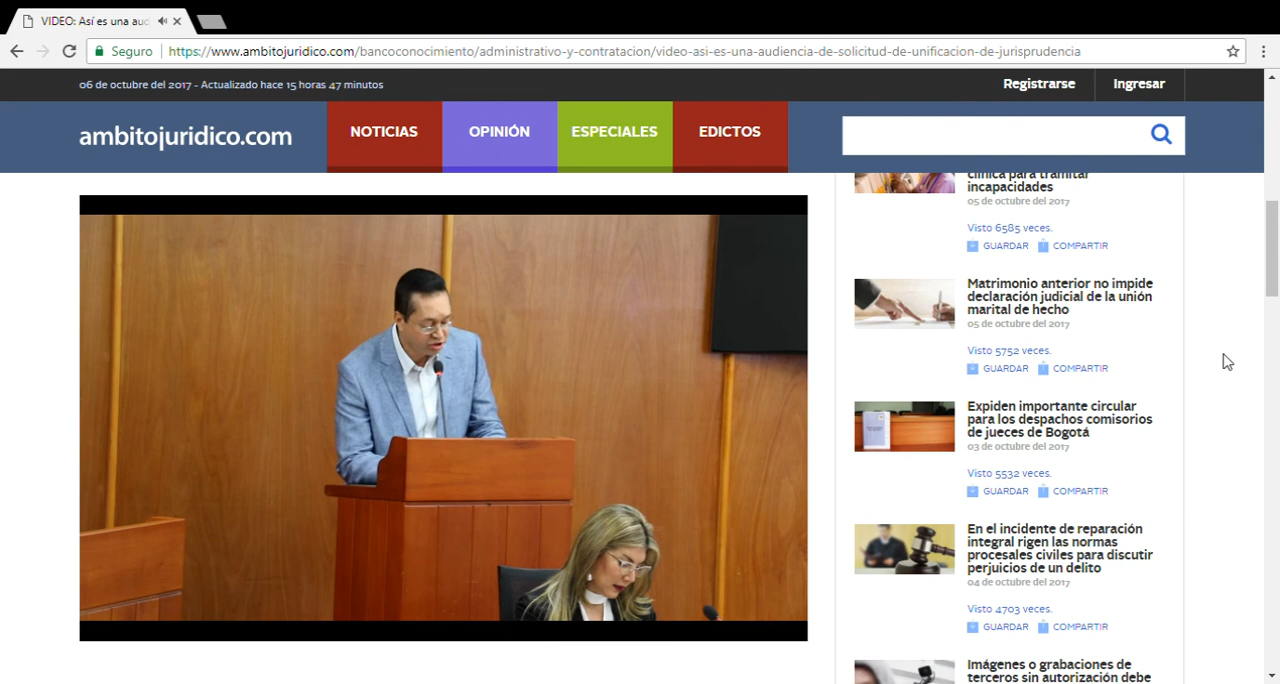 VIDEO: Así es una aud
Seguro
https://www.ambitojuridico.com/bancoconocimiento/administrativo-y-contratacion/video-asi-es-una-audiencia-de-solicitud-de-unificacion-de-jurisprudencia
06 de octubre del 2017 - Actualizado hace 15 horas 47 minutos
Registrarse
Ingresar
ambitojuridico.com
NOTICIAS
OPINIÓN
ESPECIALES
EDICTOS
clínica para tramitar
incapacidades
05 de octubre del 2017
Visto 6585 veces.
GUARDAR COMPARTIR
Matrimonio anterior no impide
declaración judicial de la unión
marital de hecho
05 de octubre del 2017
Visto 5752 veces.
GUARDAR COMPARTIR
Expiden importante circular
para los despachos comisorios
de jueces de Bogotá
03 de octubre del 2017
Visto 5532 veces.
GUARDAR COMPARTIR
En el incidente de reparación
integral rigen las normas
procesales civiles para discutir
perjuicios de un delito
04 de octubre del 2017
Visto 4703 veces.
GUARDAR COMPARTIR
Imágenes o grabaciones de
terceros sin autorización debe